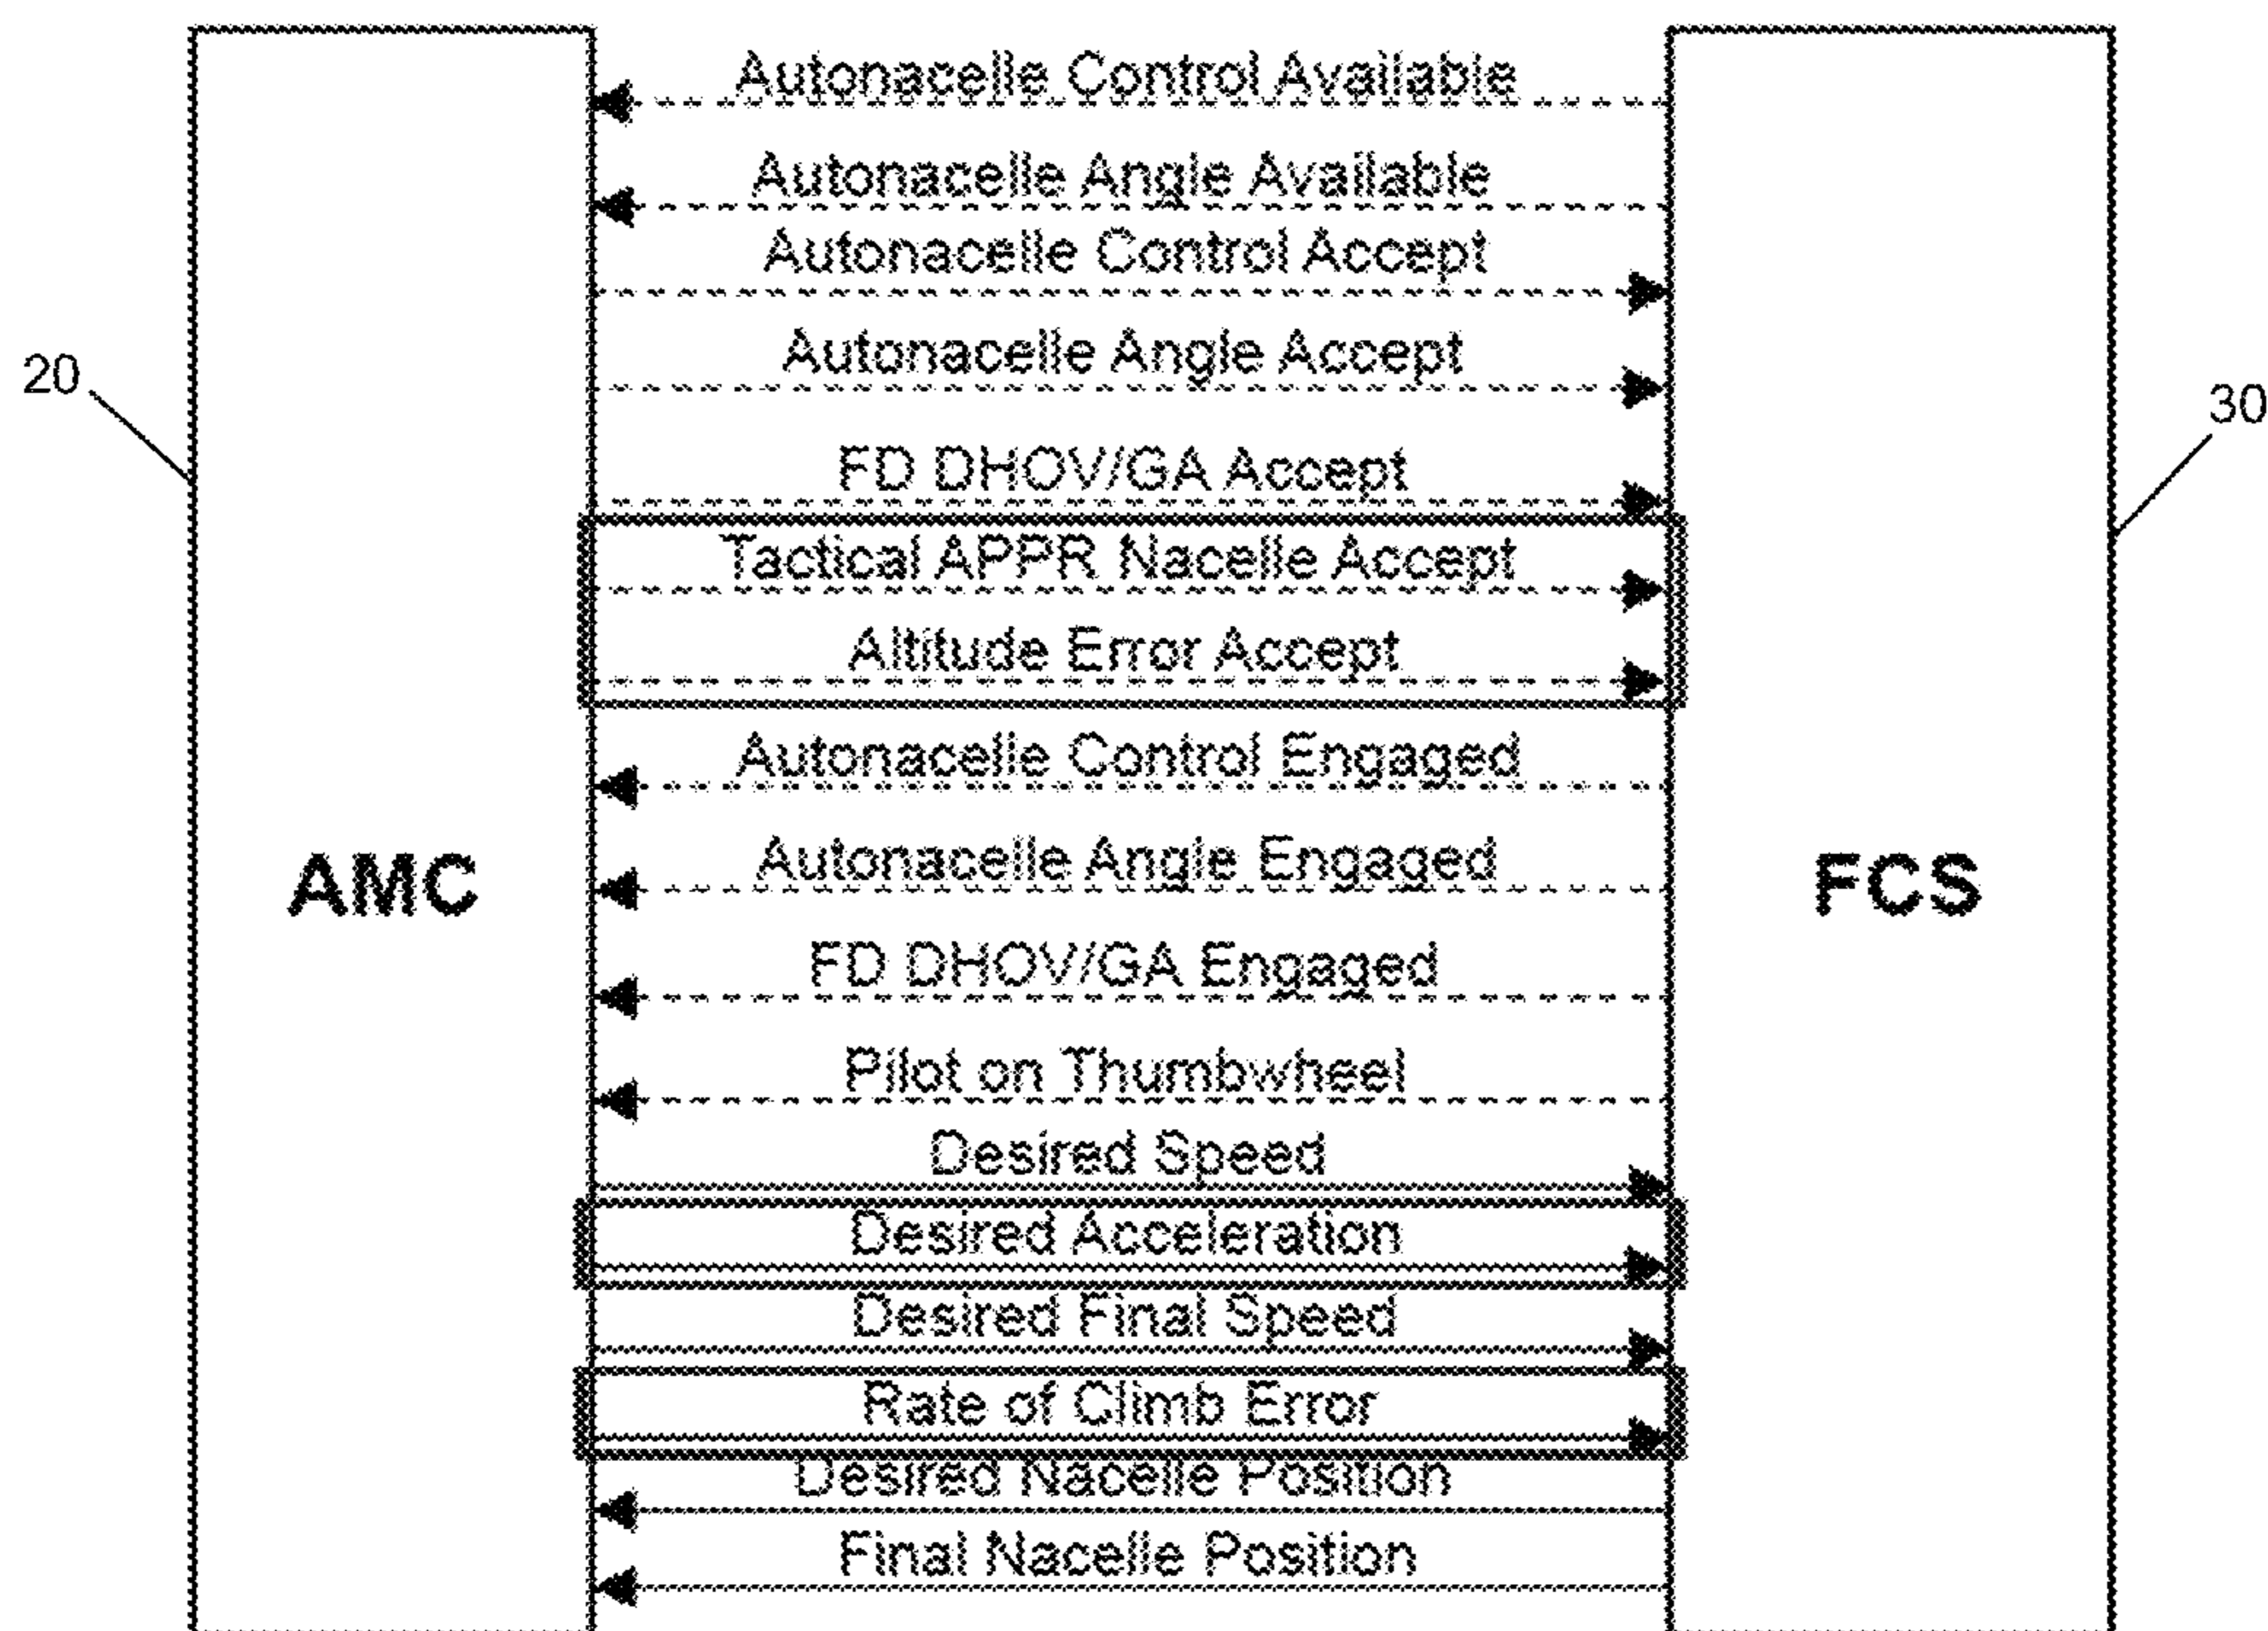 Autonacelle Control Available
Autonacelle Angle Available
Autonacelle Control Accept
Autonacelle Angle Accept
20
30
FD DHOV/GA Accept
Tactical APPR Nacelle Accept
Altitude Error Accept
Autonacelle Control Engaged
Autonacelle Angle Engaged
AMC
FCS
FD DHOV/GA Engaged
Pilot on Thumbwheel
Desired Speed
Desired Acceleration
Desired Final Speed
Rate of Climb Error
Desired Nacelle Position
Final Nacelle Position